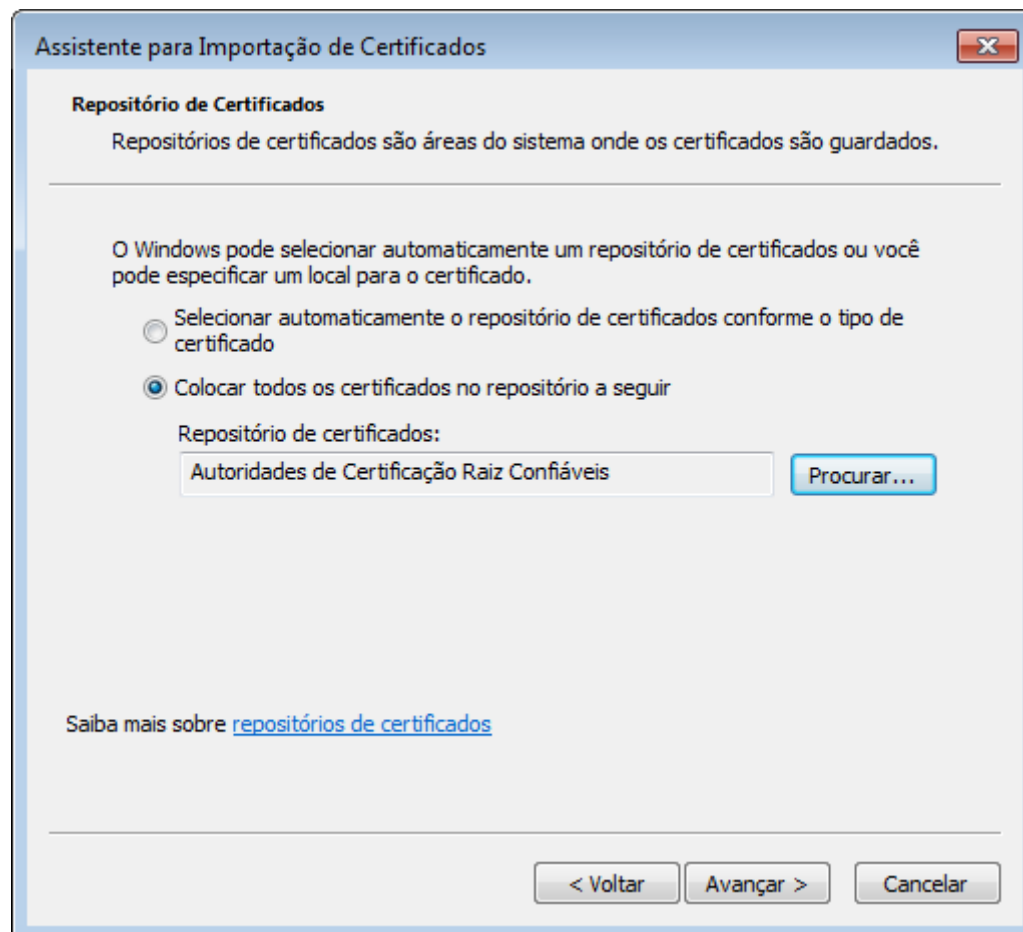 Assistente para Importação de Certificados
Repositório de Certificados
Repositórios de certificados são áreas do sistema onde os certificados são guardados.
O Windows pode selecionar automaticamente um repositório de certificados ou você
pode especificar um local para o certificado.
Selecionar automaticamente o repositório de certificados conforme o tipo de
certificado
Colocar todos os certificados no repositório a seguir
Repositório de certificados:
Autoridades de Certificação Raiz Confiáveis
Procurar...
Saiba mais sobre repositórios de certificados
< Voltar
Avançar >
Cancelar